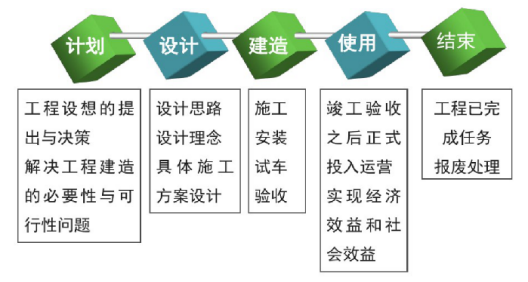 计划
设计
建造
使用
结束
工程设想的提
出与决策
解决工程建造
的必要性与可
行性问题
设计思路
设计理念
具体施工
方案设计
施工
安装
试车
验收
竣工验收
之后正式
投入运营
实现经济
效益和社
会效益
工程已完
成任务
报废处理